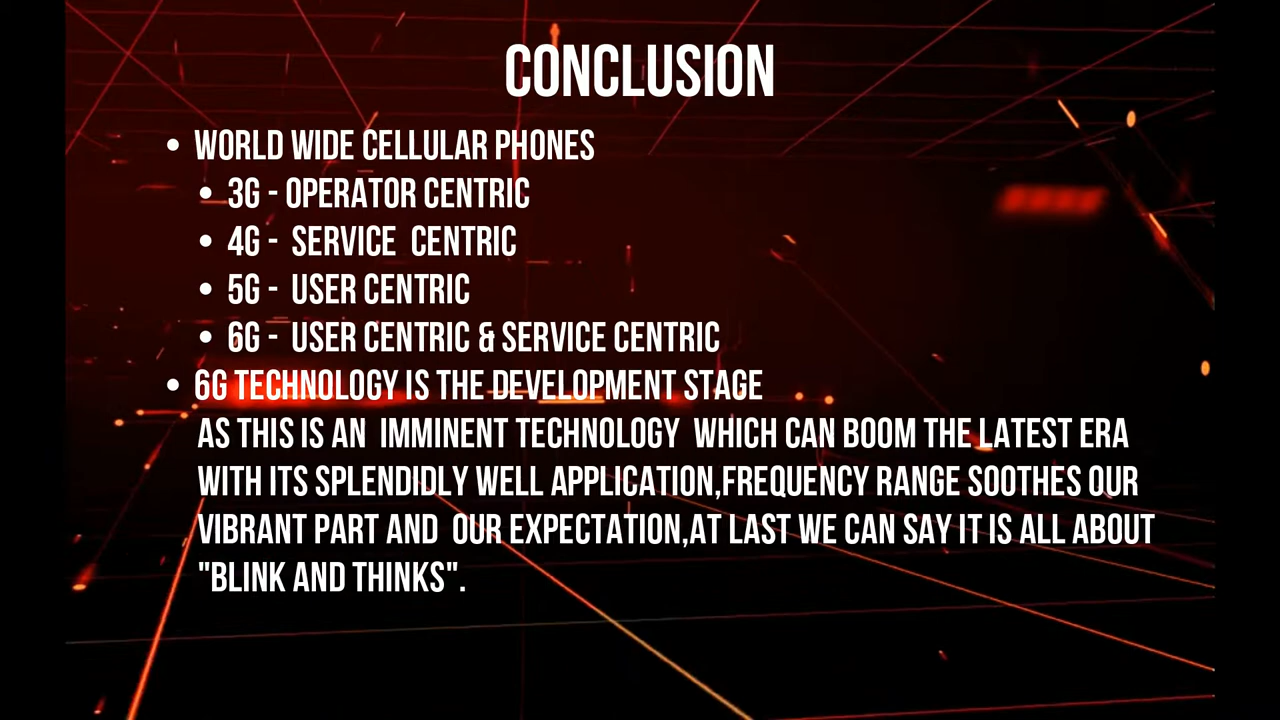 CONCLUSION
• WORLD WIDE CELLULAR PHONES
• 3G - OPERATOR CENTRIC
• 4G -  SERVICE  CENTRIC
• 5G -  USER CENTRIC
• 6G -  USER CENTRIC & SERVICE CENTRIC
• 6G TECHNOLOGY IS THE DEVELOPMENT STAGE
AS THIS IS AN  IMMINENT TECHNOLOGY  WHICH CAN BOOM THE LATEST ERA
WITH ITS SPLENDIDLY WELL APPLICATION,FREQUENCY RANGE SOOTHES OUR
VIBRANT PART AND  OUR EXPECTATION,AT LAST WE CAN SAY IT IS ALL ABOUT
"BLINK AND THINKS".